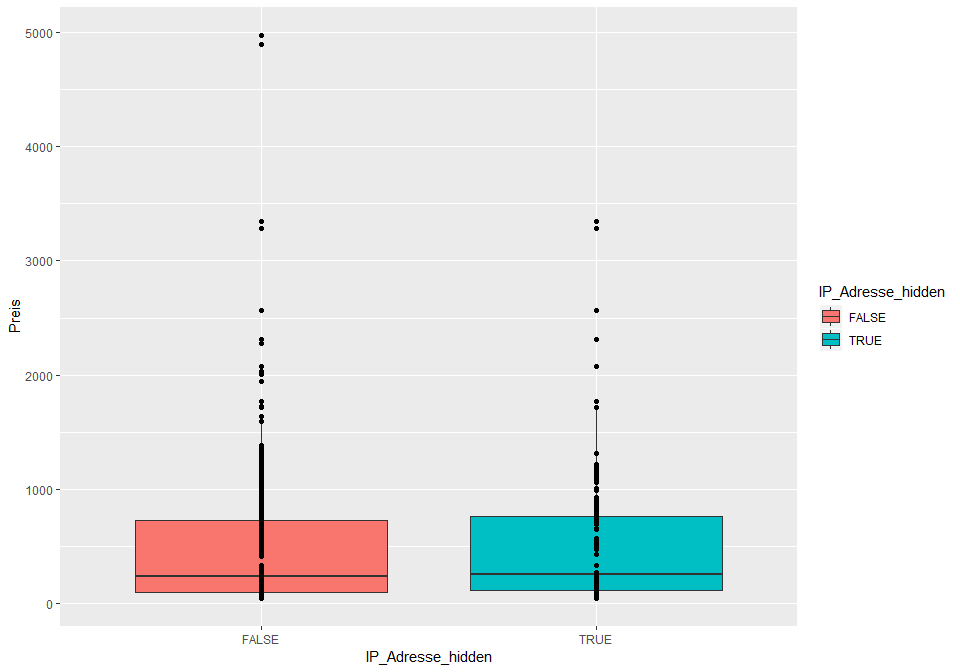 5000
4000
3000
2000
1000
0
Preis
FALSE
TRUE
IP_Adresse_hidden
IP_Adresse_hidden
FALSE
TRUE